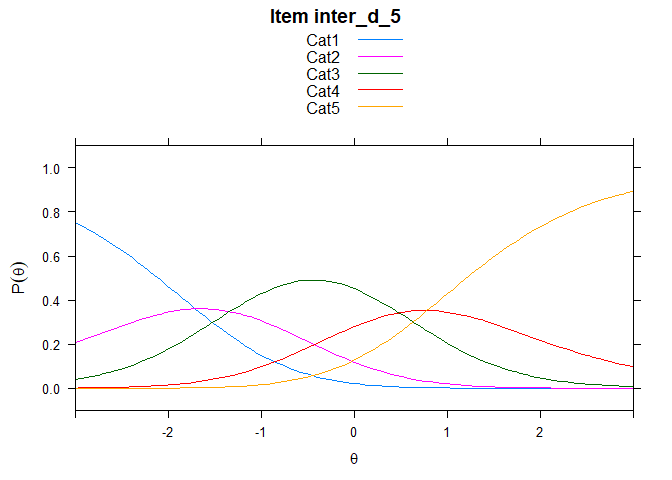 Item inter_d_5
Cat1
Cat2
Cat3
Cat4
Cat5
1.0
0.8
0.6
0.4
0.2
0.0
P(θ)
-2 -1 0 1 2
θ